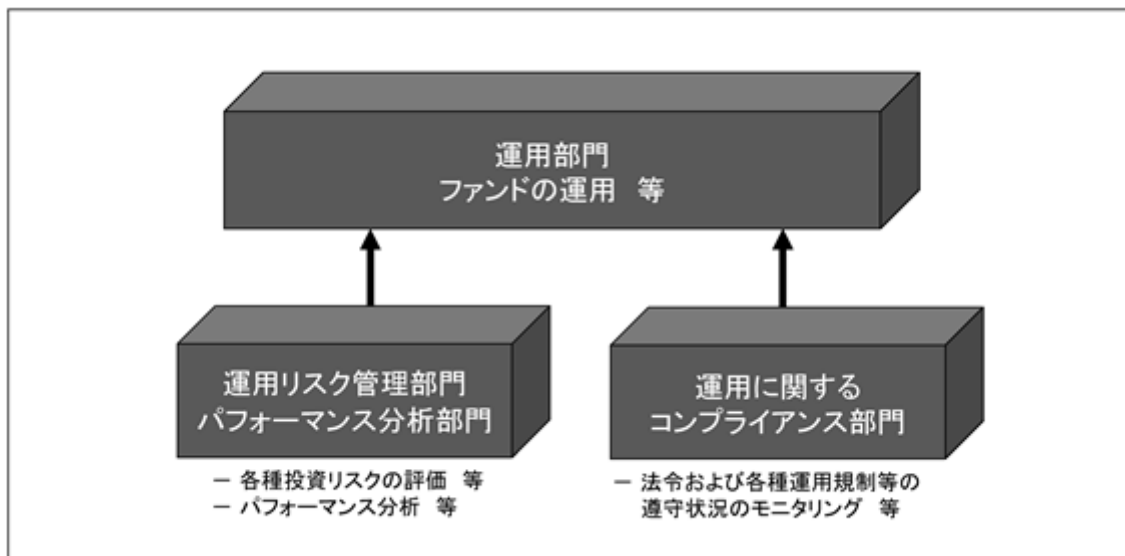 運用部門
ファンドの運用 等
運用リスク管理部門
パフォーマンス分析部門
運用に関する
コンプライアンス部門
－ 各種投資リスクの評価 等
－ パフォーマンス分析 等
－ 法令および各種運用規制等の
遵守状況のモニタリング 等